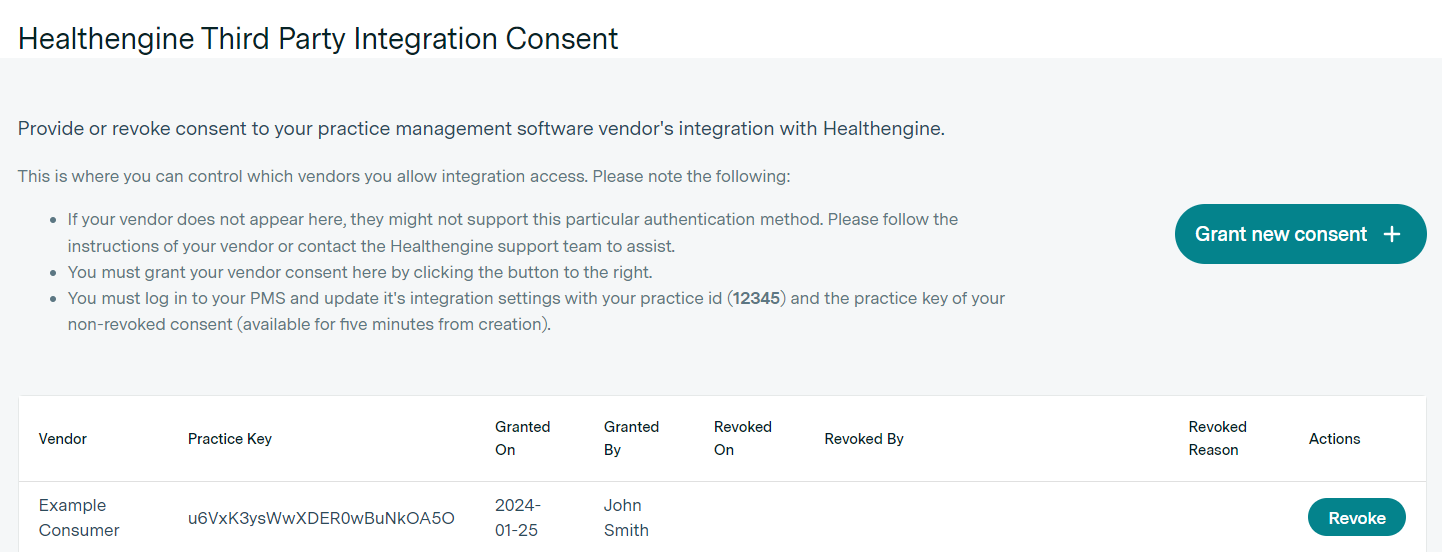 Healthengine Third Party Integration Consent
Provide or revoke consent to your practice management software vendor's integration with Healthengine.
This is where you can control which vendors you allow integration access. Please note the following:
• If your vendor does not appear here, they might not support this particular authentication method. Please follow the
instructions of your vendor or contact the Healthengine support team to assist.
• You must grant your vendor consent here by clicking the button to the right.
• You must log in to your PMS and update it's integration settings with your practice id (12345) and the practice key of your
non-revoked consent (available for five minutes from creation).
Grant new consent +
Vendor Practice Key Granted On Granted By Revoked On Revoked By Revoked Reason Actions
Example Consumer u6VxK3ysWwXDER0wBuNkOA5O 2024-01-25 John Smith Revoke